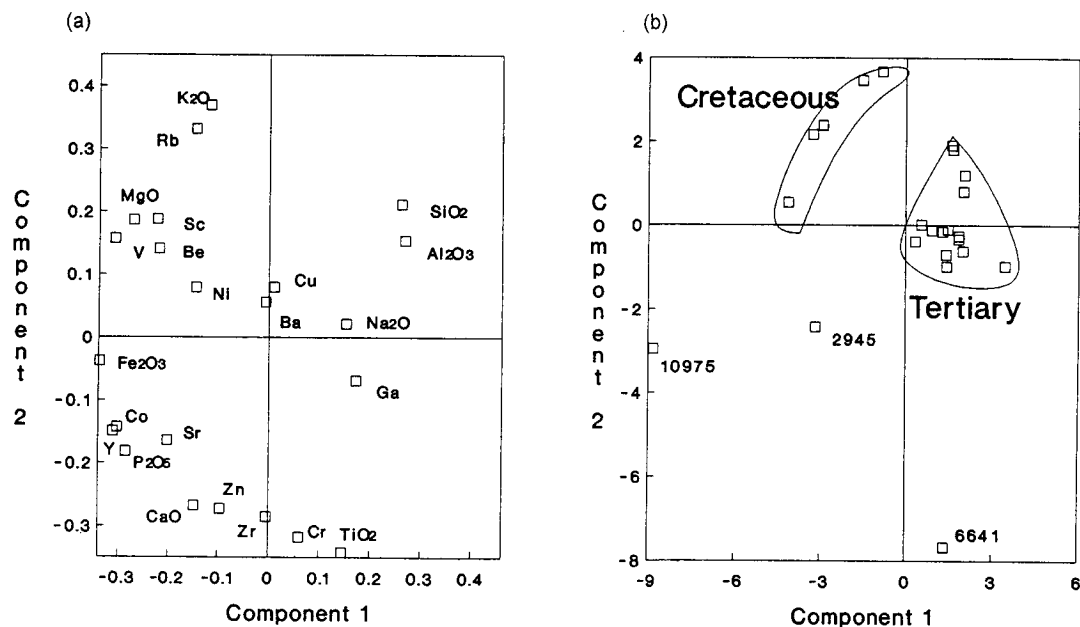 (a)
0.4
0.3
0.2
0.1
0
-0.1
-0.2
-0.3
Component 2
K₂O
Rb
MgO
Sc
V
Be
Ni
Cu
Ba
SiO₂
Al₂O₃
Na₂O
Fe₂O₃
Ga
Co
Y
Sr
P₂O₅
Zn
CaO
Zr
Cr
TiO₂
-0.3 -0.2 -0.1 0 0.1 0.2 0.3 0.4
Component 1
(b)
4
2
0
-2
-4
-6
-8
Component 2
Cretaceous
Tertiary
2945
10975
6641
-9 -6 -3 0 3 6
Component 1